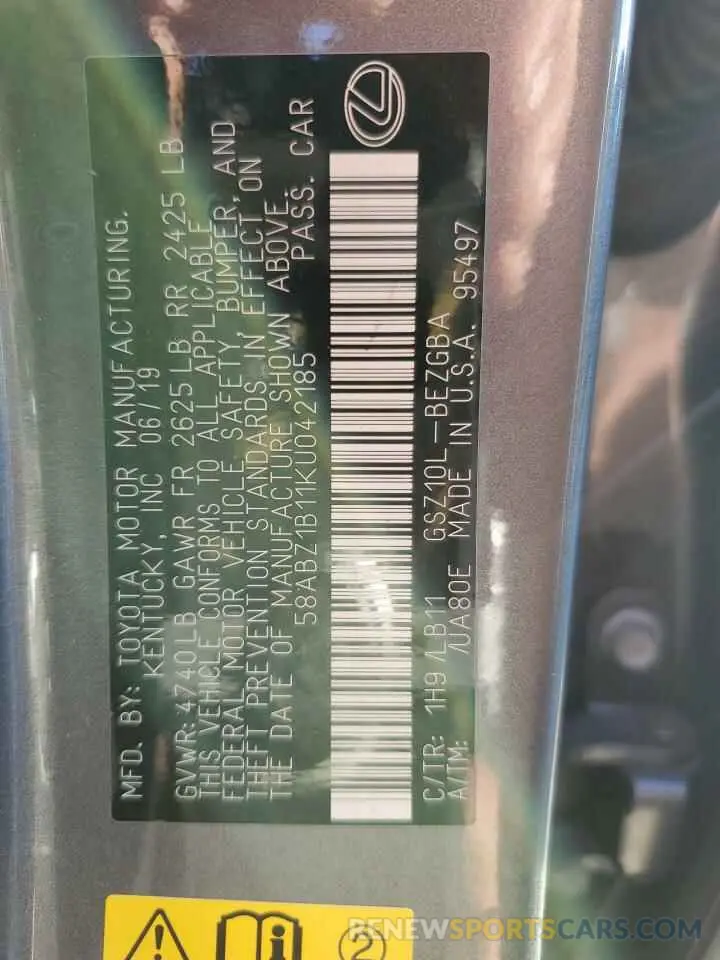 MFD. BY: TOYOTA MOTOR MANUFACTURING.
KENTUCKY, INC 06/19
GVWR: 4740LB GAWR FR 2625LB RR 2425 LB
THIS VEHICLE CONFORMS TO ALL APPLICABLE
FEDERAL MOTOR VEHICLE SAFETY, BUMPER, AND
THEFT PREVENTION STANDARDS IN EFFECT ON
THE DATE OF MANUFACTURE SHOWN ABOVE.
58ABZ1B11KU042185 PASS. CAR
C/TR: 1H9 /LB11 GSZ10L-BEZGBA
A/TM: /UA80E MADE IN U.S.A. 95497
2
RENEWSPORTSCARS.COM